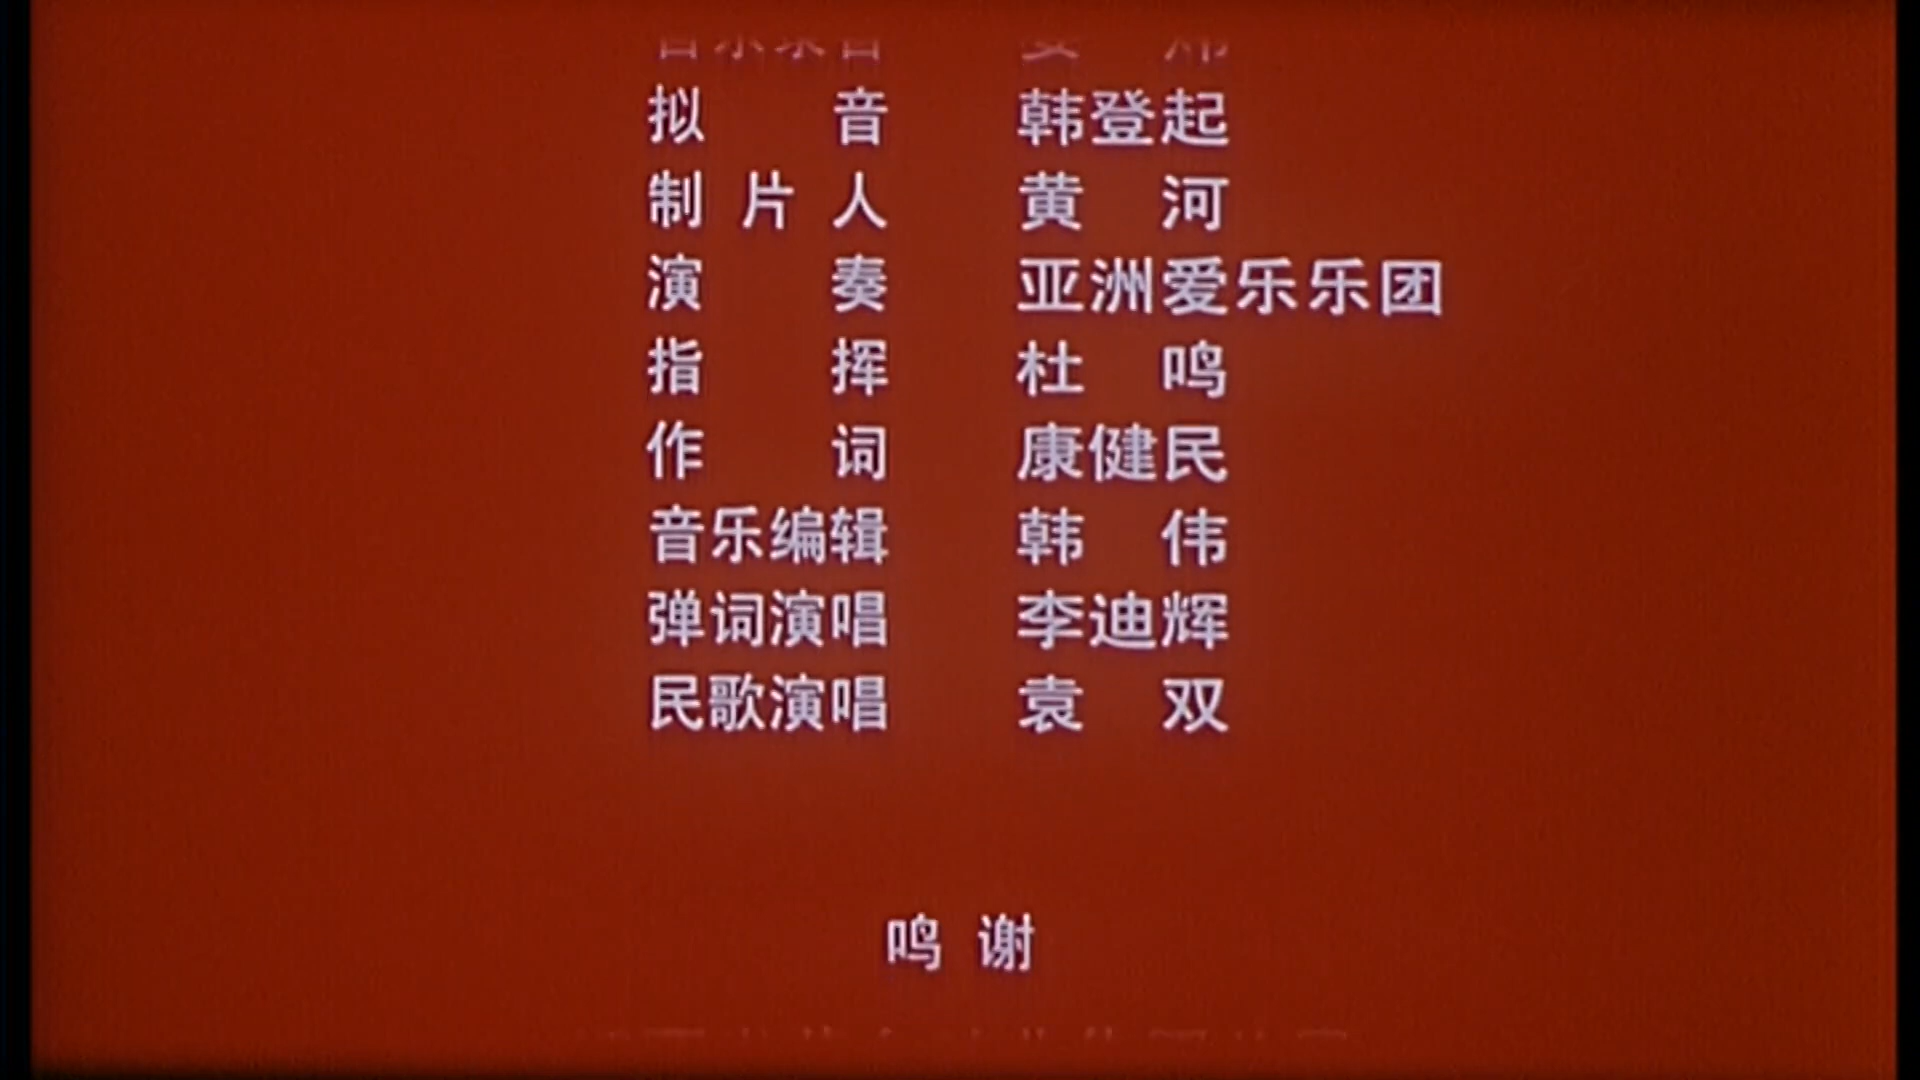 拟音 韩登起
制片人 黄河
演奏 亚洲爱乐乐团
指挥 杜鸣
作词 康健民
音乐编辑 韩伟
弹词演唱 李迪辉
民歌演唱 袁双
鸣谢